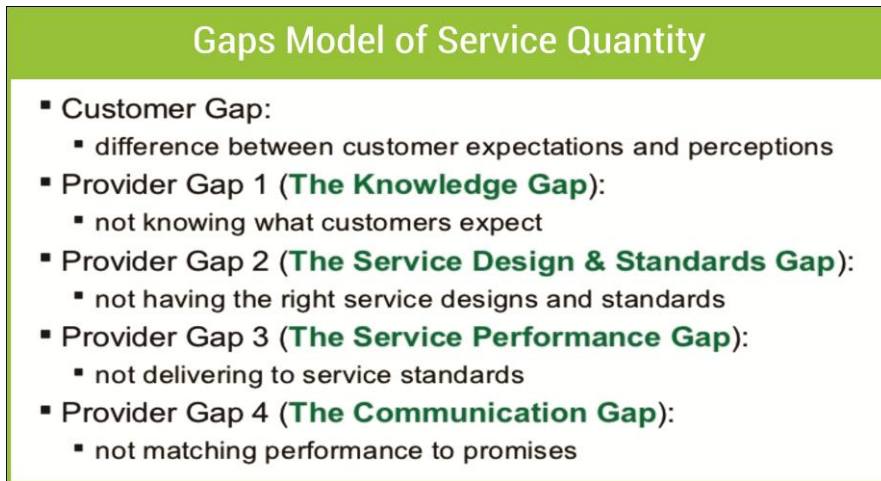 Gaps Model of Service Quantity
▪ Customer Gap:
▪ difference between customer expectations and perceptions
▪ Provider Gap 1 (The Knowledge Gap):
▪ not knowing what customers expect
▪ Provider Gap 2 (The Service Design & Standards Gap):
▪ not having the right service designs and standards
▪ Provider Gap 3 (The Service Performance Gap):
▪ not delivering to service standards
▪ Provider Gap 4 (The Communication Gap):
▪ not matching performance to promises